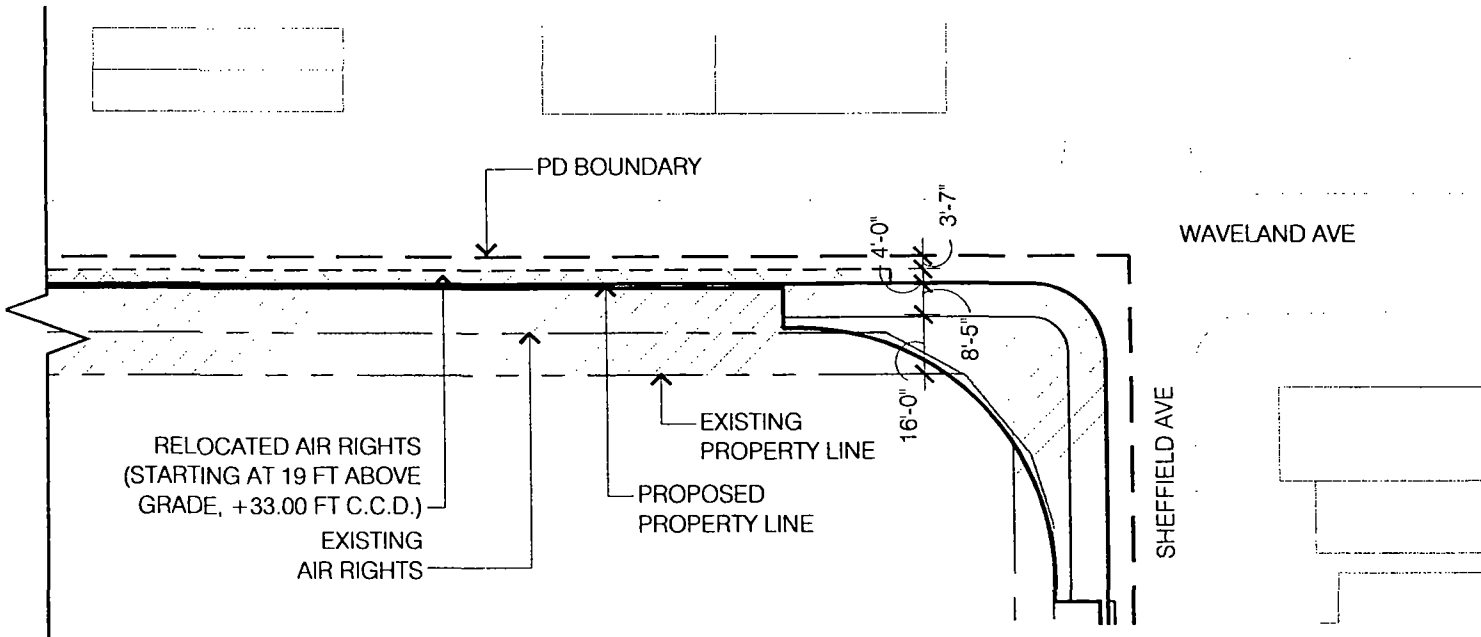 PD BOUNDARY
3'-7"
4'-0"
WAVELAND AVE
8'-5"
16'-0"
EXISTING
PROPERTY LINE
SHEFFIELD AVE
RELOCATED AIR RIGHTS
(STARTING AT 19 FT ABOVE
GRADE, +33.00 FT C.C.D.)
PROPOSED
PROPERTY LINE
EXISTING
AIR RIGHTS